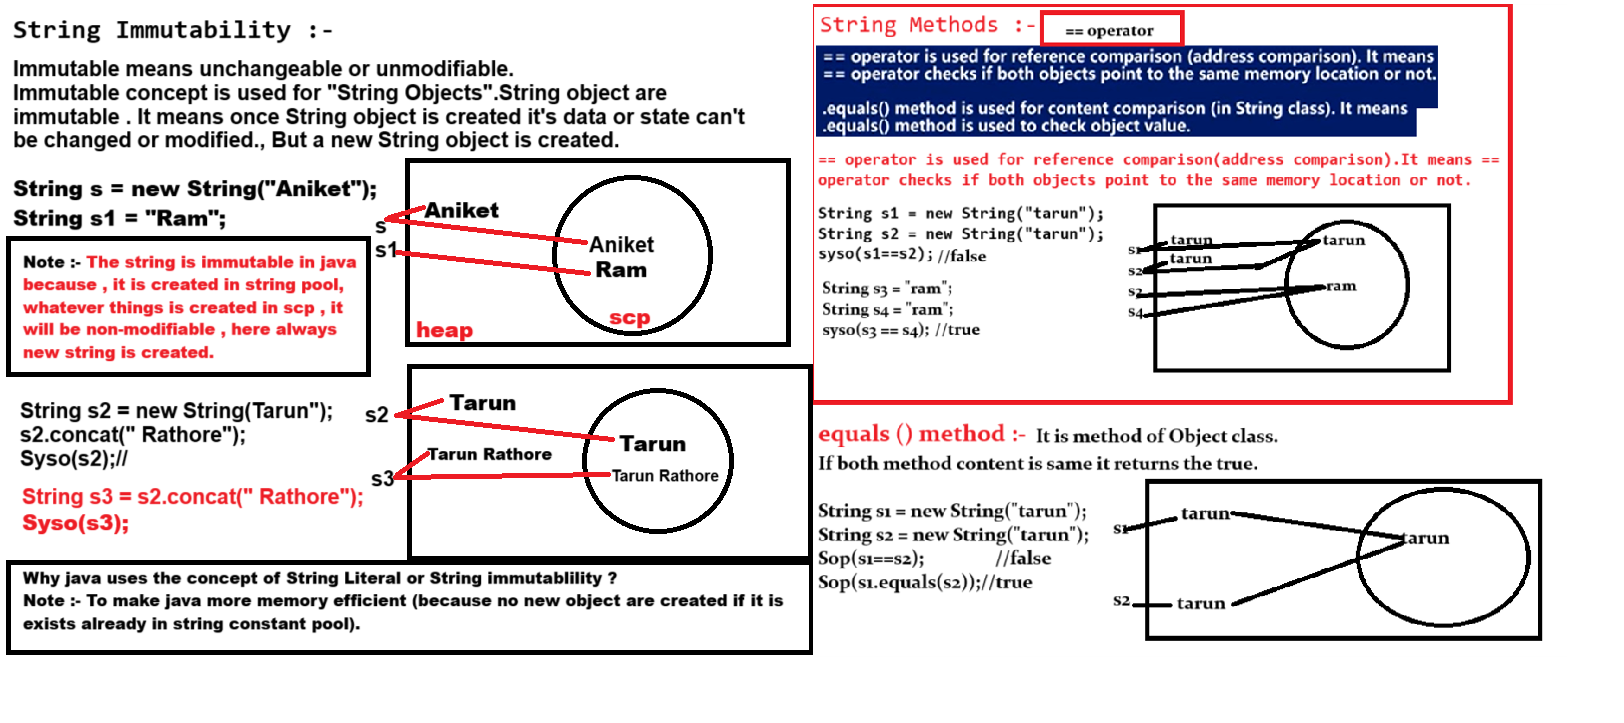 String Immutability :-
Immutable means unchangeable or unmodifiable.
Immutable concept is used for "String Objects".String object are
immutable . It means once String object is created it's data or state can't
be changed or modified., But a new String object is created.
String s = new String("Aniket");
String s1 = "Ram";
Note :- The string is immutable in java
because , it is created in string pool,
whatever things is created in scp , it
will be non-modifiable , here always
new string is created.
s
s1
Aniket
Aniket
Ram
scp
heap
String s2 = new String(Tarun");
s2.concat(" Rathore");
Syso(s2);//
String s3 = s2.concat(" Rathore");
Syso(s3);
s2
Tarun
Tarun
Tarun Rathore
s3
Tarun Rathore
Why java uses the concept of String Literal or String immutablility ?
Note :- To make java more memory efficient (because no new object are created if it is
exists already in string constant pool).
String Methods :- == operator
== operator is used for reference comparison (address comparison). It means
== operator checks if both objects point to the same memory location or not.
.equals() method is used for content comparison (in String class). It means
.equals() method is used to check object value.
== operator is used for reference comparison(address comparison).It means ==
operator checks if both objects point to the same memory location or not.
String s1 = new String("tarun");
String s2 = new String("tarun");
syso(s1==s2); //false
String s3 = "ram";
String s4 = "ram";
syso(s3 == s4); //true
s1
tarun
tarun
s2
tarun
s2
ram
s4
equals () method :- It is method of Object class.
If both method content is same it returns the true.
String s1 = new String("tarun");
String s2 = new String("tarun");
Sop(s1==s2); //false
Sop(s1.equals(s2));//true
s1
tarun
tarun
s2
tarun